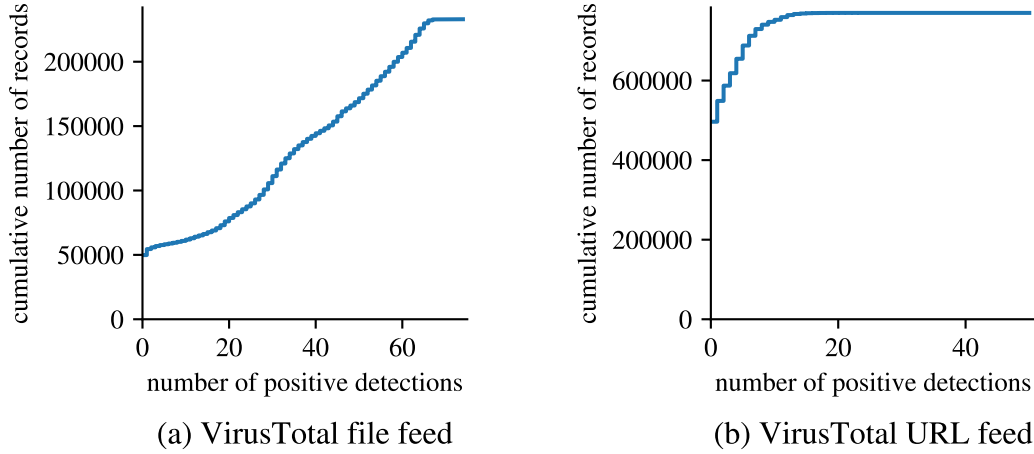 cumulative number of records
200000
150000
100000
50000
0
0 20 40 60
number of positive detections
(a) VirusTotal file feed
cumulative number of records
600000
400000
200000
0
0 20 40
number of positive detections
(b) VirusTotal URL feed